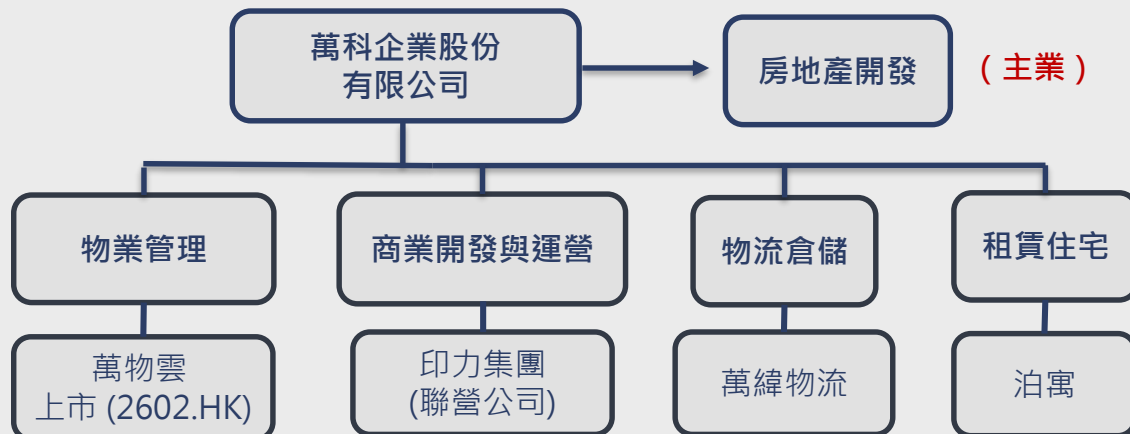 萬科企業股份
有限公司
房地產開發
(主業)
物業管理
商業開發與運營
物流倉儲
租賃住宅
萬物雲
上市 (2602.HK)
印力集團
(聯營公司)
萬緯物流
泊寓